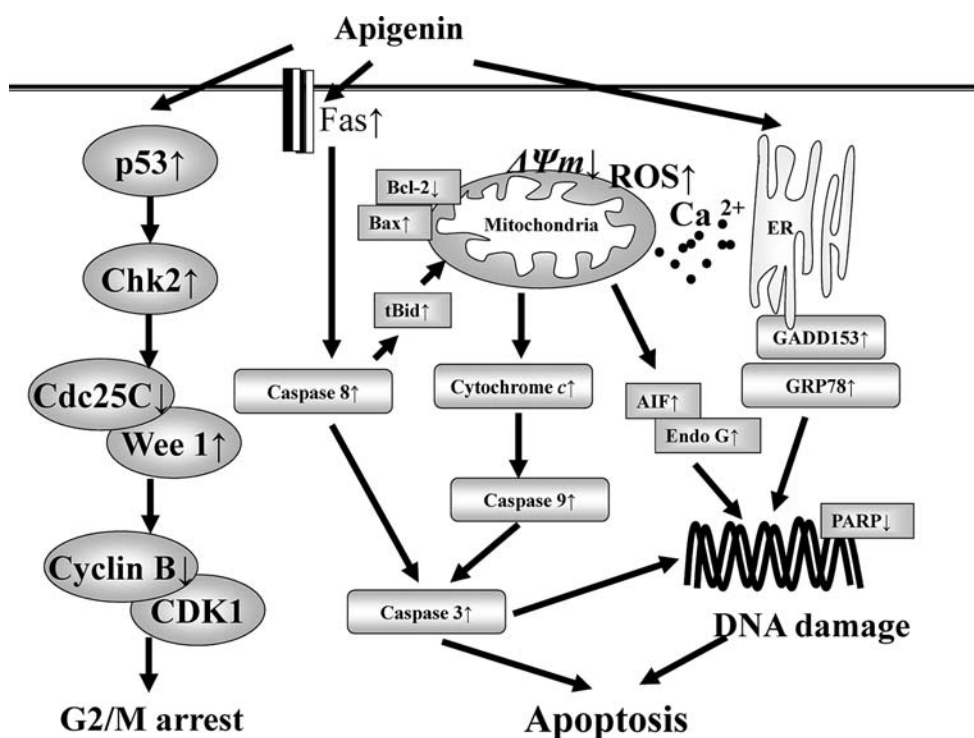 Apigenin
Fas↑
p53↑
ΔΨm↓
ROS↑
Bcl-2↓
Ca 2+
Bax↑
Mitochondria
ER
Chk2↑
tBid↑
GADD153↑
Cdc25C↓
Caspase 8↑
Cytochrome c↑
GRP78↑
AIF↑
Wee 1↑
Endo G↑
Caspase 9↑
PARP↓
Cyclin B↓
CDK1
Caspase 3↑
DNA damage
G2/M arrest
Apoptosis